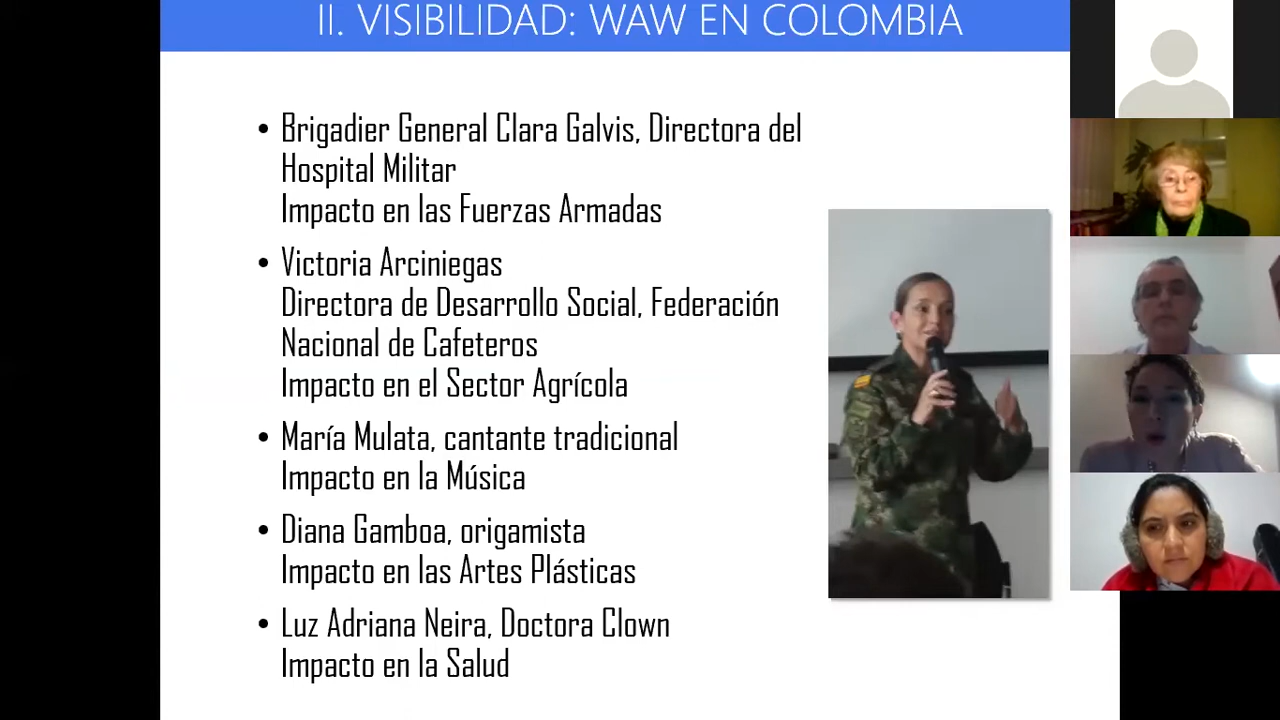 II. VISIBILIDAD: WAW EN COLOMBIA
• Brigadier General Clara Galvis, Directora del
Hospital Militar
Impacto en las Fuerzas Armadas
• Victoria Arciniegas
Directora de Desarrollo Social, Federación
Nacional de Cafeteros
Impacto en el Sector Agrícola
• María Mulata, cantante tradicional
Impacto en la Música
• Diana Gamboa, origamista
Impacto en las Artes Plásticas
• Luz Adriana Neira, Doctora Clown
Impacto en la Salud